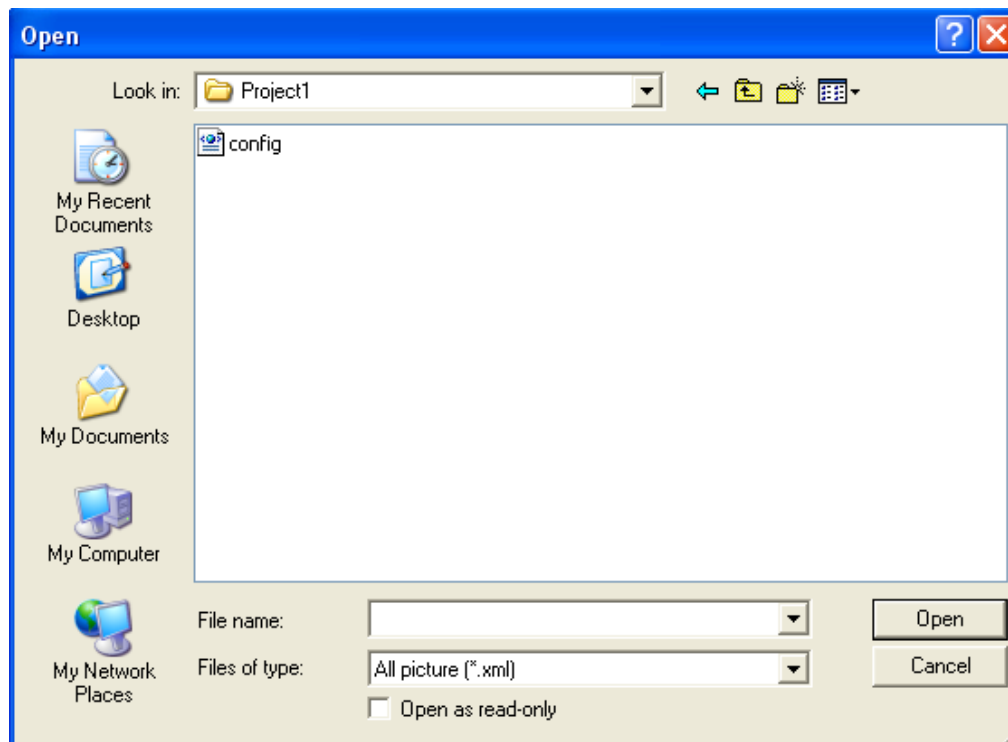 Open
Look in: Project1
config
My Recent
Documents
Desktop
My Documents
My Computer
My Network
Places
File name:
Open
Files of type: All picture (*.xml)
Cancel
Open as read-only